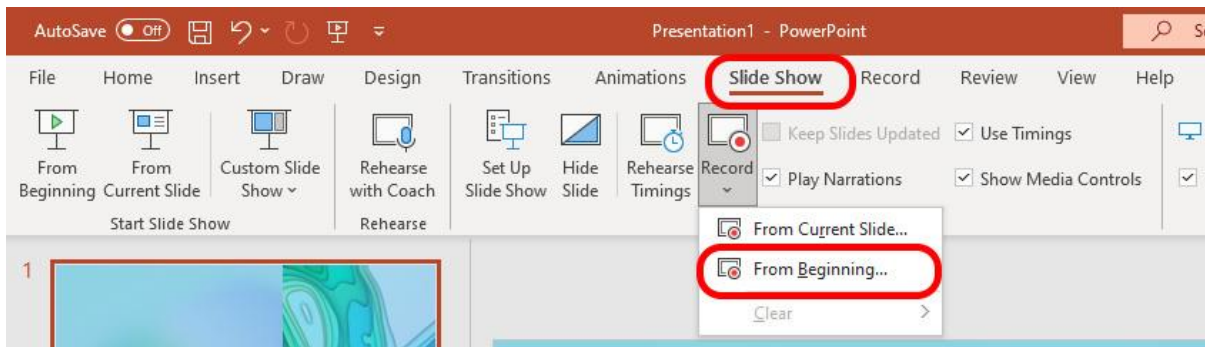 AutoSave Off Presentation1 - PowerPoint
File Home Insert Draw Design Transitions Animations Slide Show Record Review View Help
From Beginning
From Current Slide
Custom Slide Show
Rehearse with Coach
Set Up Slide Show
Hide Slide
Rehearse Timings
Record
Keep Slides Updated
Play Narrations
Use Timings
Show Media Controls
Start Slide Show
Rehearse
From Current Slide...
From Beginning...
Clear
1